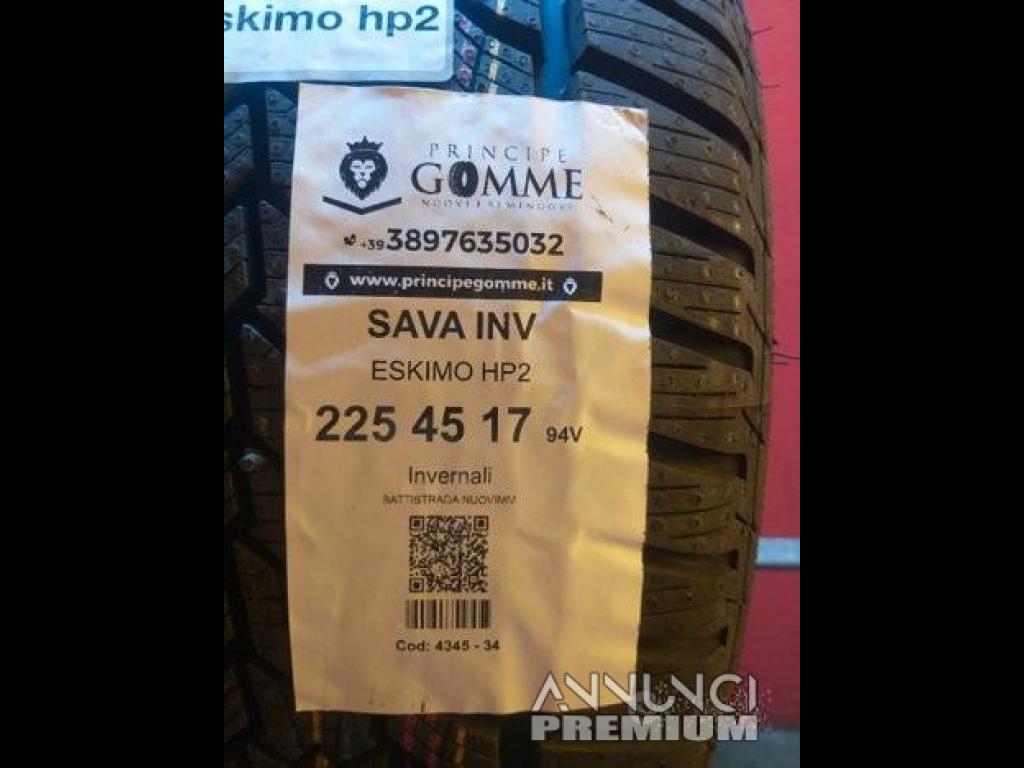 skimo hp2
PRINCIPE
GOMME
+39 3897635032
www.principegomme.it
SAVA INV
ESKIMO HP2
225 45 17 94V
Invernali
BATTISTRADA NUOVIMM
Cod: 4345 - 34
ANNUNCI
PREMIUM